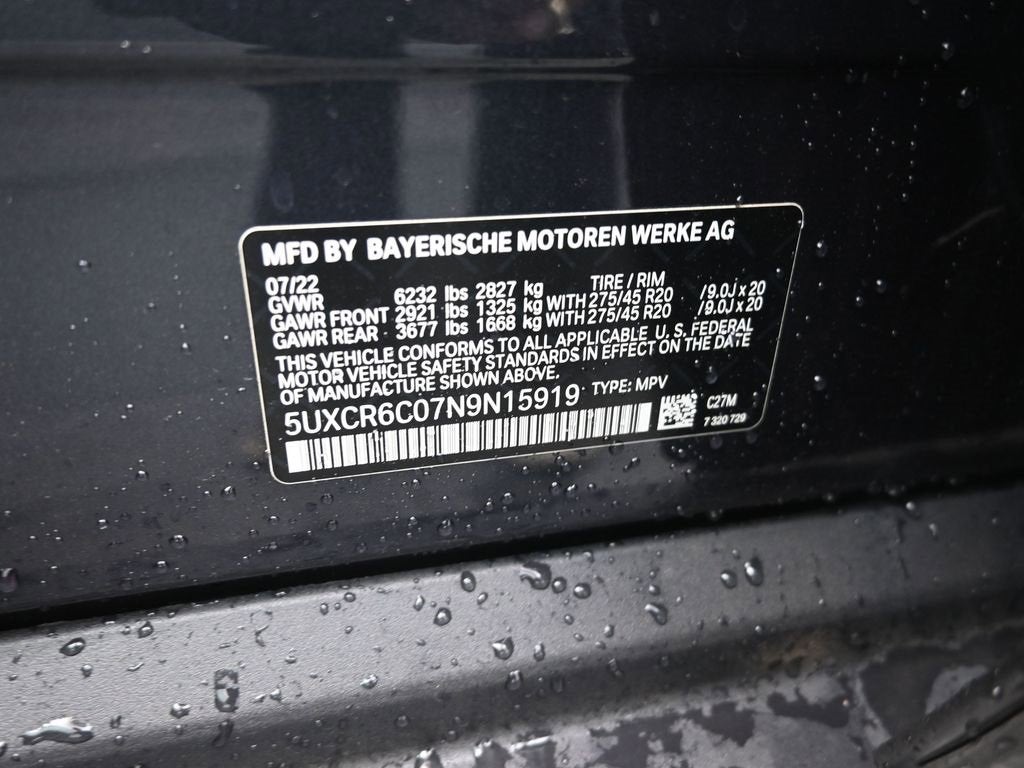 MFD BY BAYERISCHE MOTOREN WERKE AG
07/22 TIRE / RIM
GVWR 6232 lbs 2827 kg
GAWR FRONT 2921 lbs 1325 kg WITH 275/45 R20 /9.0J x 20
GAWR REAR 3677 lbs 1668 kg WITH 275/45 R20 /9.0J x 20
THIS VEHICLE CONFORMS TO ALL APPLICABLE U.S. FEDERAL
MOTOR VEHICLE SAFETY STANDARDS IN EFFECT ON THE DATE
OF MANUFACTURE SHOWN ABOVE.
5UXCR6C07N9N15919 TYPE: MPV
C27M
7 320 729